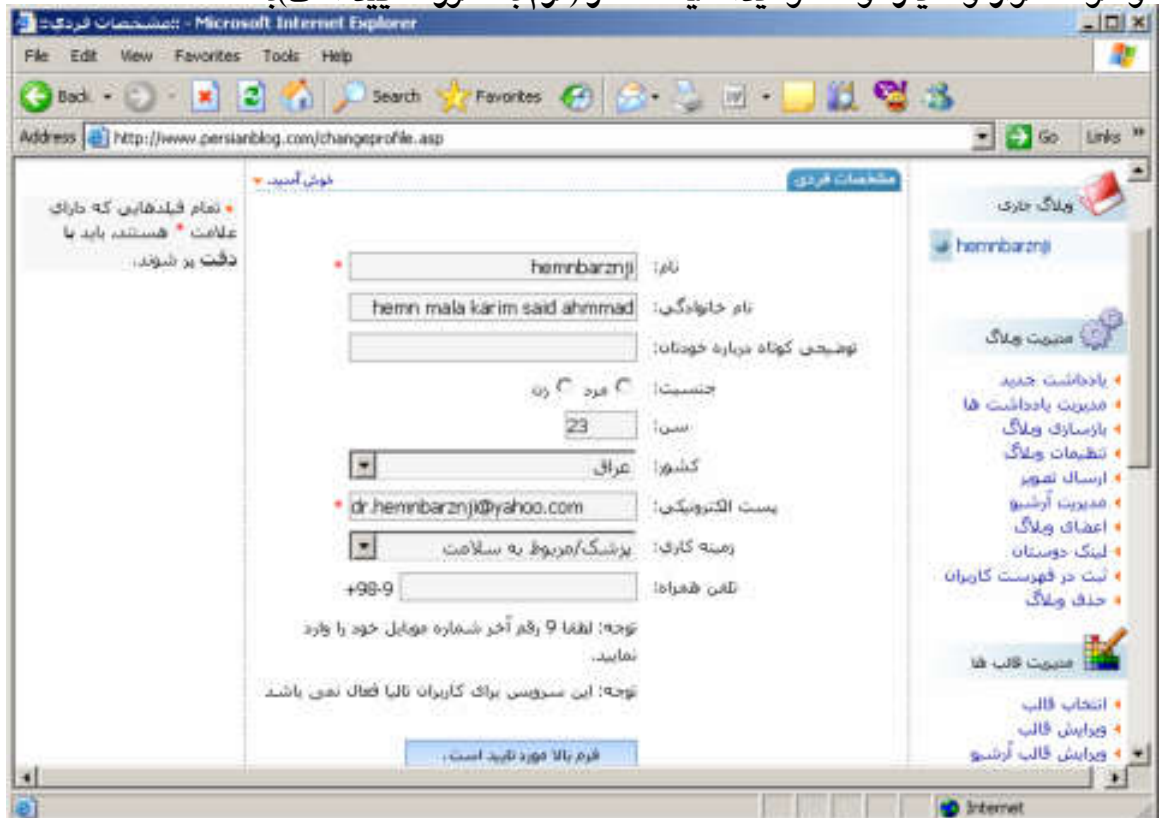 ::مشخصات فردی:: - Microsoft Internet Explorer
File Edit View Favorites Tools Help
Back Search Favorites
Address http://www.persianblog.com/changeprofile.asp Go Links »
وبلاگ جاری
hemnbarznji
مدیریت وبلاگ
یادداشت جدید
مدیریت یادداشت ها
بازسازی وبلاگ
تنظیمات وبلاگ
ارسال تصویر
مدیریت آرشیو
اعضای وبلاگ
لینک دوستان
ثبت در فهرست کاربران
حذف وبلاگ
مدیریت قالب ها
انتخاب قالب
ویرایش قالب
ویرایش قالب آرشیو
مشخصات فردی
خوش آمدید.
نام: hemnbarznji *
نام خانوادگی: hemn mala karim said ahmmad
توضیحی کوتاه درباره خودتان:
جنسیت: مرد زن
سن: 23
کشور: عراق
پست الکترونیکی: dr.hemnbarznji@yahoo.com *
زمینه کاری: پزشک/مربوط به سلامت
تلفن همراه: +98-9
توجه: لطفا 9 رقم آخر شماره موبایل خود را وارد
نمایید.
توجه: این سرویس برای کاربران تالیا فعال نمی باشد
فرم بالا مورد تایید است.
تمام فیلدهایی که دارای
علامت * هستند، باید با
دقت پر شوند.
Internet